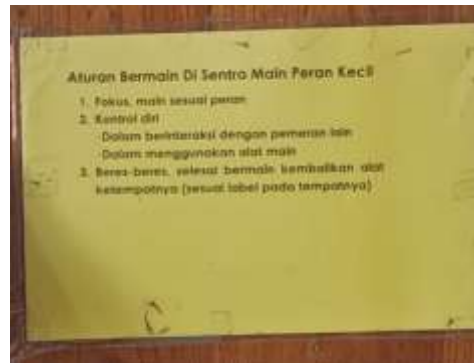 Aturan Bermain Di Sentra Main Peran Kecil
1. Fokus, main sesuai peran
2. Kontrol diri
-Dalam berinteraksi dengan pemeran lain
-Dalam menggunakan alat main
3. Beres-beres, selesai bermain kembalikan alat
ketempatnya (sesuai label pada tempatnya)